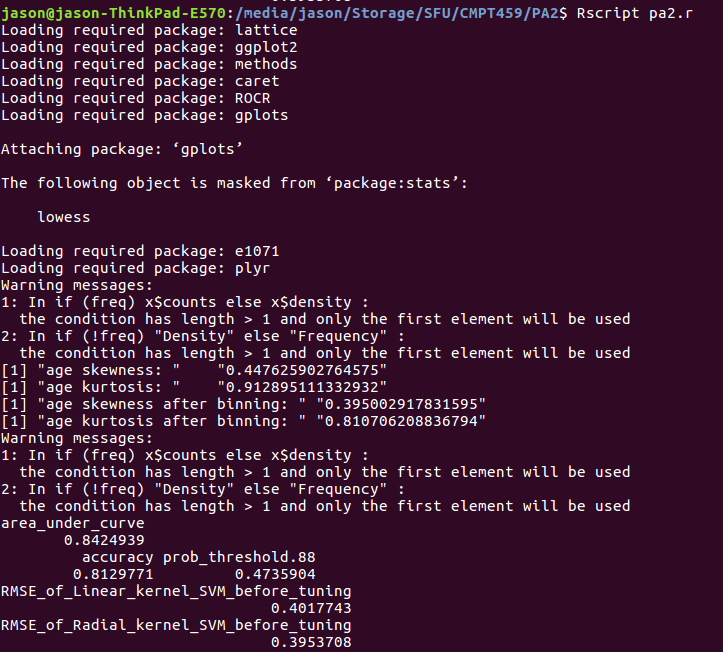 jason@jason-ThinkPad-E570:/media/jason/Storage/SFU/CMPT459/PA2$ Rscript pa2.r
Loading required package: lattice
Loading required package: ggplot2
Loading required package: methods
Loading required package: caret
Loading required package: ROCR
Loading required package: gplots

Attaching package: ‘gplots’

The following object is masked from ‘package:stats’:

    lowess

Loading required package: e1071
Loading required package: plyr
Warning messages:
1: In if (freq) x$counts else x$density :
  the condition has length > 1 and only the first element will be used
2: In if (!freq) "Density" else "Frequency" :
  the condition has length > 1 and only the first element will be used
[1] "age skewness: "    "0.447625902764575"
[1] "age kurtosis: "    "0.912895111332932"
[1] "age skewness after binning: " "0.395002917831595"
[1] "age kurtosis after binning: " "0.810706208836794"
Warning messages:
1: In if (freq) x$counts else x$density :
  the condition has length > 1 and only the first element will be used
2: In if (!freq) "Density" else "Frequency" :
  the condition has length > 1 and only the first element will be used
area_under_curve
       0.8424939
         accuracy prob_threshold.88
        0.8129771         0.4735904
RMSE_of_Linear_kernel_SVM_before_tuning
                              0.4017743
RMSE_of_Radial_kernel_SVM_before_tuning
                              0.3953708